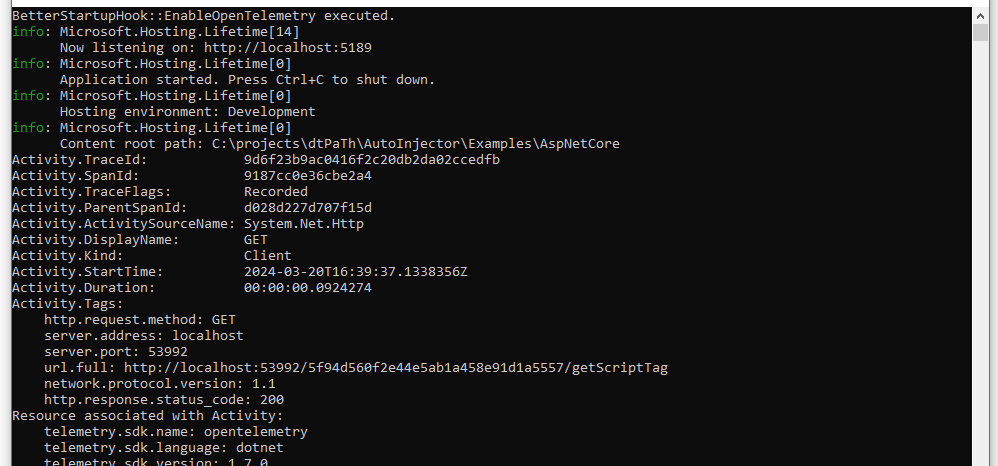 BetterStartupHook::EnableOpenTelemetry executed.
info: Microsoft.Hosting.Lifetime[14]
Now listening on: http://localhost:5189
info: Microsoft.Hosting.Lifetime[0]
Application started. Press Ctrl+C to shut down.
info: Microsoft.Hosting.Lifetime[0]
Hosting environment: Development
info: Microsoft.Hosting.Lifetime[0]
Content root path: C:\projects\dtPaTh\AutoInjector\Examples\AspNetCore
Activity.TraceId: 9d6f23b9ac0416f2c20db2da02ccedfb
Activity.SpanId: 9187cc0e36cbe2a4
Activity.TraceFlags: Recorded
Activity.ParentSpanId: d028d227d707f15d
Activity.ActivitySourceName: System.Net.Http
Activity.DisplayName: GET
Activity.Kind: Client
Activity.StartTime: 2024-03-20T16:39:37.1338356Z
Activity.Duration: 00:00:00.0924274
Activity.Tags:
http.request.method: GET
server.address: localhost
server.port: 53992
url.full: http://localhost:53992/5f94d560f2e44e5ab1a458e91d1a5557/getScriptTag
network.protocol.version: 1.1
http.response.status_code: 200
Resource associated with Activity:
telemetry.sdk.name: opentelemetry
telemetry.sdk.language: dotnet
telemetry.sdk.version: 1.7.0